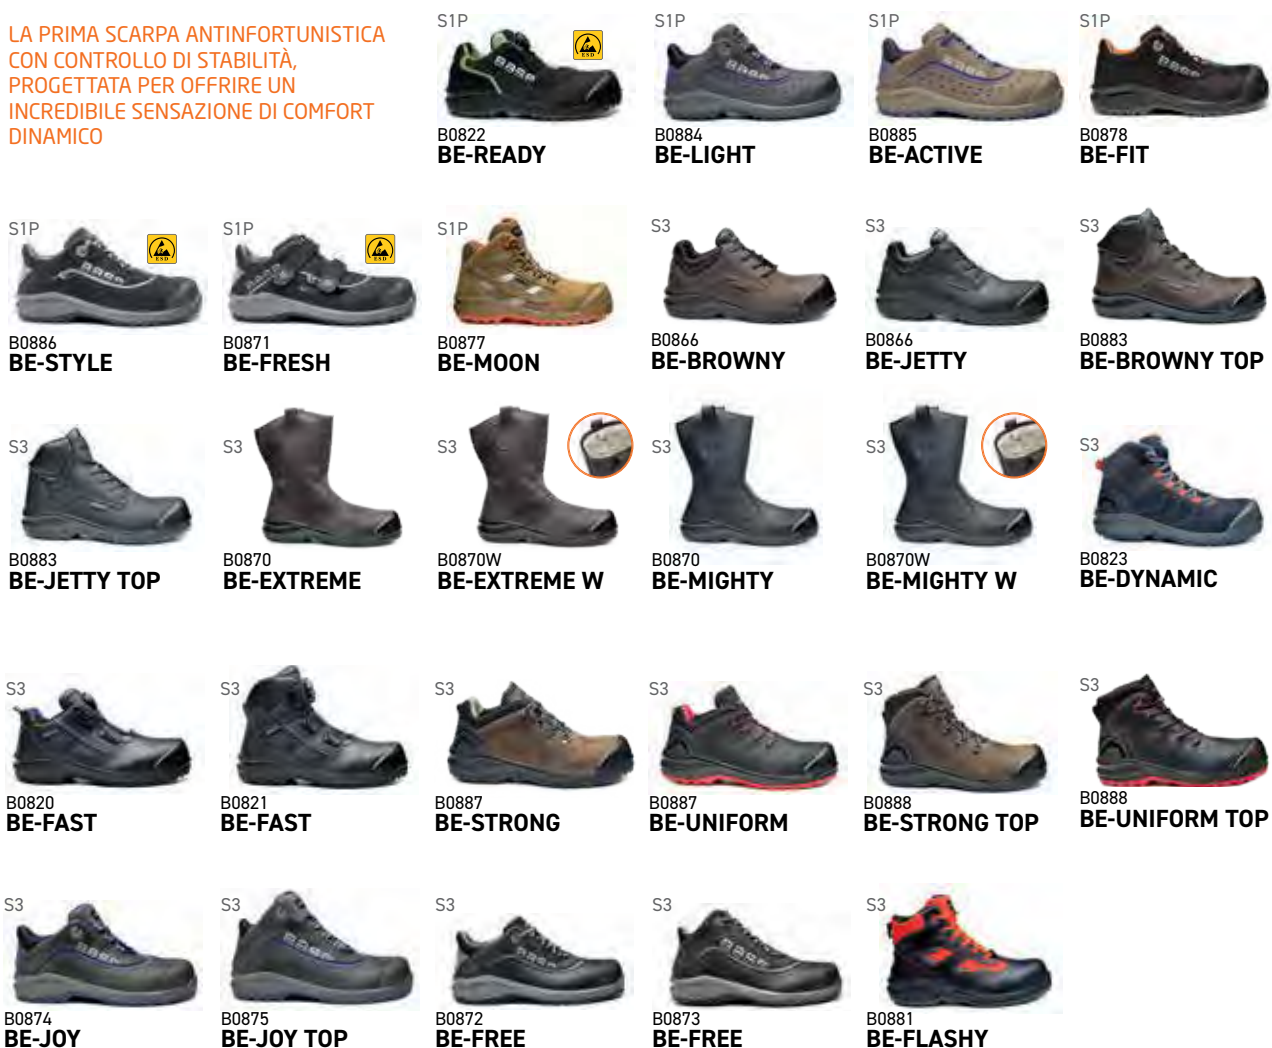 LA PRIMA SCARPA ANTINFORTUNISTICA
CON CONTROLLO DI STABILITÀ,
PROGETTATA PER OFFRIRE UN
INCREDIBILE SENSAZIONE DI COMFORT
DINAMICO
S1P
ESD
B0822
BE-READY
S1P
B0884
BE-LIGHT
S1P
B0885
BE-ACTIVE
S1P
B0878
BE-FIT
S1P
ESD
B0886
BE-STYLE
S1P
ESD
B0871
BE-FRESH
S1P
B0877
BE-MOON
S3
B0866
BE-BROWNY
S3
B0866
BE-JETTY
S3
B0883
BE-BROWNY TOP
S3
B0883
BE-JETTY TOP
S3
B0870
BE-EXTREME
S3
B0870W
BE-EXTREME W
S3
B0870
BE-MIGHTY
S3
B0870W
BE-MIGHTY W
S3
B0823
BE-DYNAMIC
S3
B0820
BE-FAST
S3
B0821
BE-FAST
S3
B0887
BE-STRONG
S3
B0887
BE-UNIFORM
S3
B0888
BE-STRONG TOP
S3
B0888
BE-UNIFORM TOP
S3
B0874
BE-JOY
S3
B0875
BE-JOY TOP
S3
B0872
BE-FREE
S3
B0873
BE-FREE
S3
B0881
BE-FLASHY